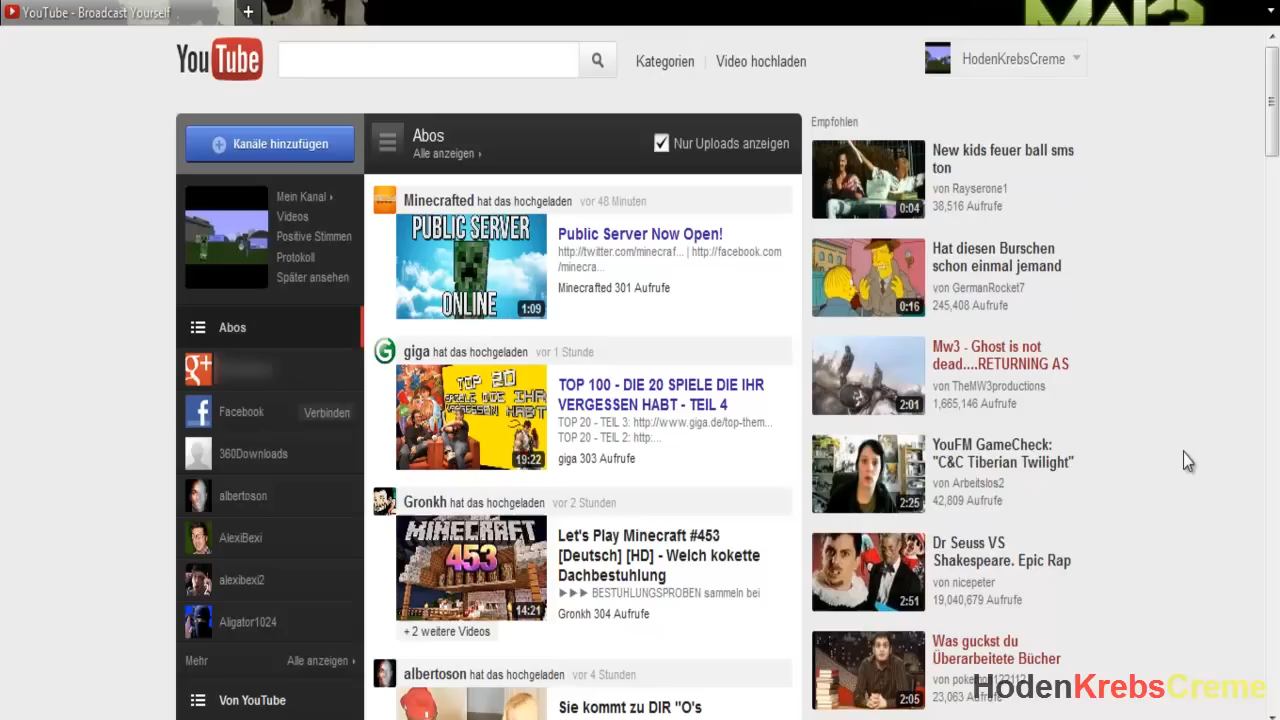 YouTube - Broadcast Yourself
+
MW3
YouTube
Kategorien | Video hochladen
HodenKrebsCreme
Kanäle hinzufügen
Abos
Alle anzeigen ›
Nur Uploads anzeigen
Mein Kanal ›
Videos
Positive Stimmen
Protokoll
Später ansehen
Abos
g+
f Facebook Verbinden
360Downloads
albertoson
AlexiBexi
alexibexi2
Aligator1024
Mehr Alle anzeigen ›
Von YouTube
Minecrafted hat das hochgeladen vor 48 Minuten
PUBLIC SERVER
ONLINE
1:09
Public Server Now Open!
http://twitter.com/minecraf... | http://facebook.com
/minecra...
Minecrafted 301 Aufrufe
giga hat das hochgeladen vor 1 Stunde
TOP 20
SPIELE DIE IHR
VERGESSEN HABT
19:22
TOP 100 - DIE 20 SPIELE DIE IHR
VERGESSEN HABT - TEIL 4
TOP 20 - TEIL 3: http://www.giga.de/top-them...
TOP 20 - TEIL 2: http:...
giga 303 Aufrufe
Gronkh hat das hochgeladen vor 2 Stunden
MINECRAFT
453
14:21
Let's Play Minecraft #453
[Deutsch] [HD] - Welch kokette
Dachbestuhlung
►►► BESTUHLUNGSPROBEN sammeln bei
Gronkh 304 Aufrufe
+ 2 weitere Videos
albertoson hat das hochgeladen vor 4 Stunden
Sie kommt zu DIR "O's
Empfohlen
0:04
New kids feuer ball sms
ton
von Rayserone1
38,516 Aufrufe
0:16
Hat diesen Burschen
schon einmal jemand
von GermanRocket7
245,408 Aufrufe
2:01
Mw3 - Ghost is not
dead....RETURNING AS
von TheMW3productions
1,665,146 Aufrufe
2:25
YouFM GameCheck:
"C&C Tiberian Twilight"
von Arbeitslos2
42,809 Aufrufe
2:51
Dr Seuss VS
Shakespeare. Epic Rap
von nicepeter
19,040,679 Aufrufe
2:05
Was guckst du
Überarbeitete Bücher
23,063 Aufrufe
HodenKrebsCreme